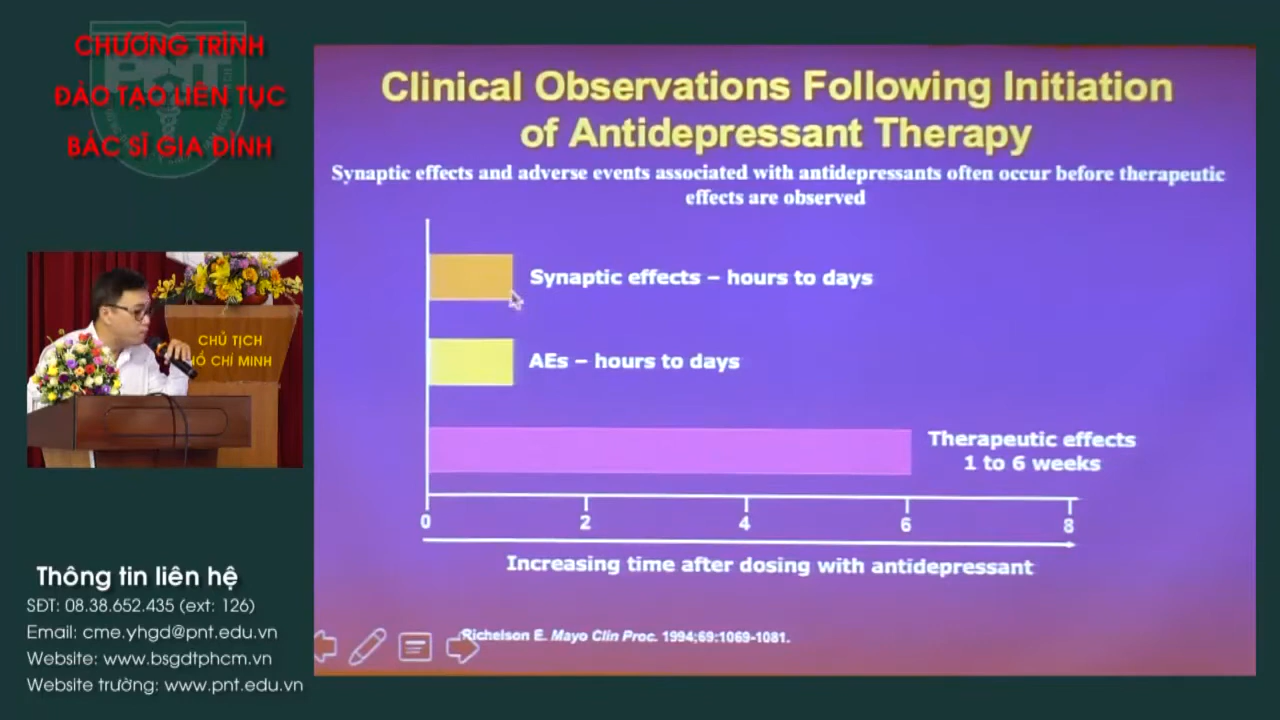 CHƯƠNG TRÌNH
ĐÀO TẠO LIÊN TỤC
BÁC SĨ GIA ĐÌNH
PNT
Clinical Observations Following Initiation
of Antidepressant Therapy
Synaptic effects and adverse events associated with antidepressants often occur before therapeutic
effects are observed
Synaptic effects – hours to days
AEs – hours to days
Therapeutic effects
1 to 6 weeks
0 2 4 6 8
Increasing time after dosing with antidepressant
Richelson E. Mayo Clin Proc. 1994;69:1069-1081.
CHỦ TỊCH
HỒ CHÍ MINH
Thông tin liên hệ
SĐT: 08.38.652.435 (ext: 126)
Email: cme.yhgd@pnt.edu.vn
Website: www.bsgdtphcm.vn
Website trường: www.pnt.edu.vn